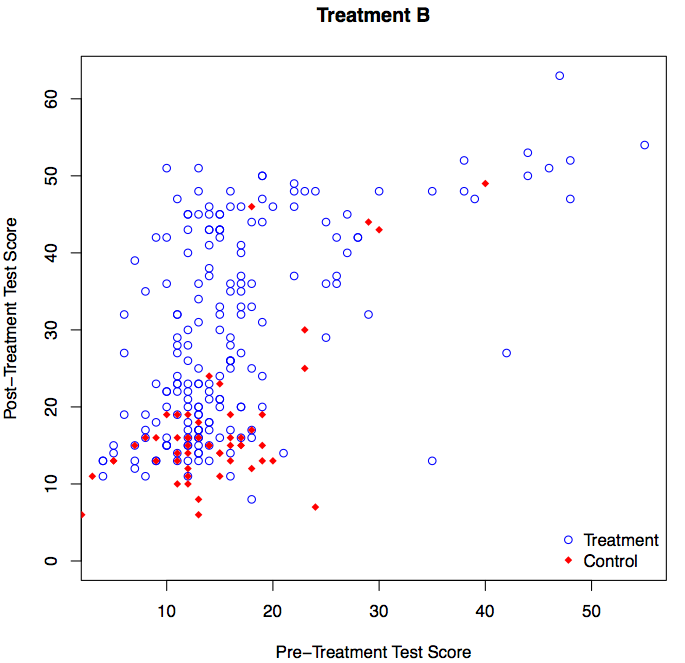 Treatment B
Post−Treatment Test Score
60
50
40
30
20
10
0
Treatment
Control
10 20 30 40 50
Pre−Treatment Test Score